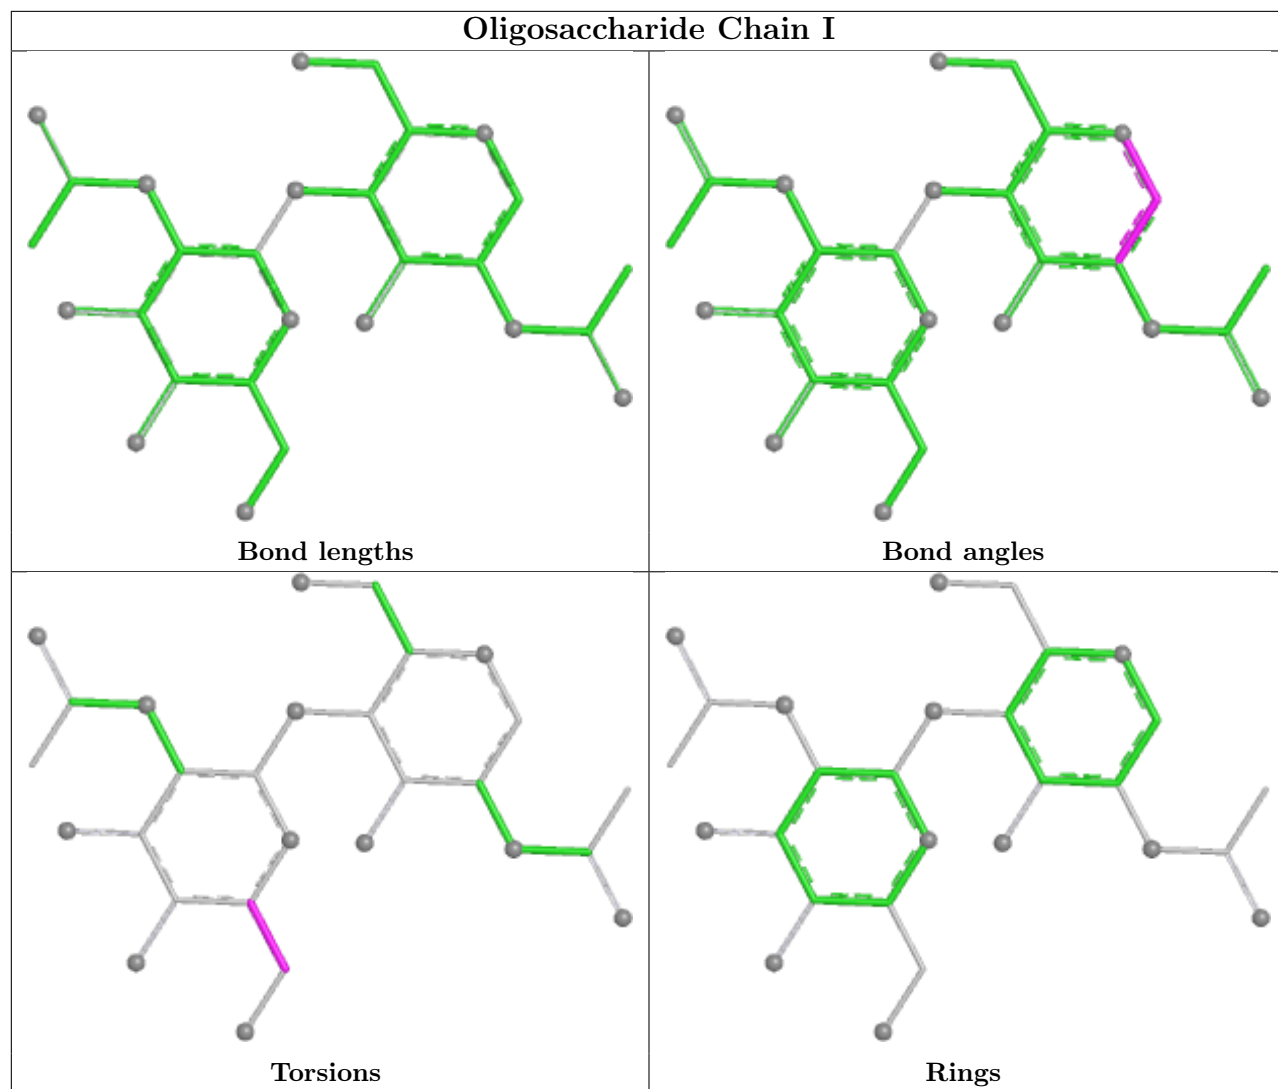 Oligosaccharide Chain I
Bond lengths
Bond angles
Torsions
Rings